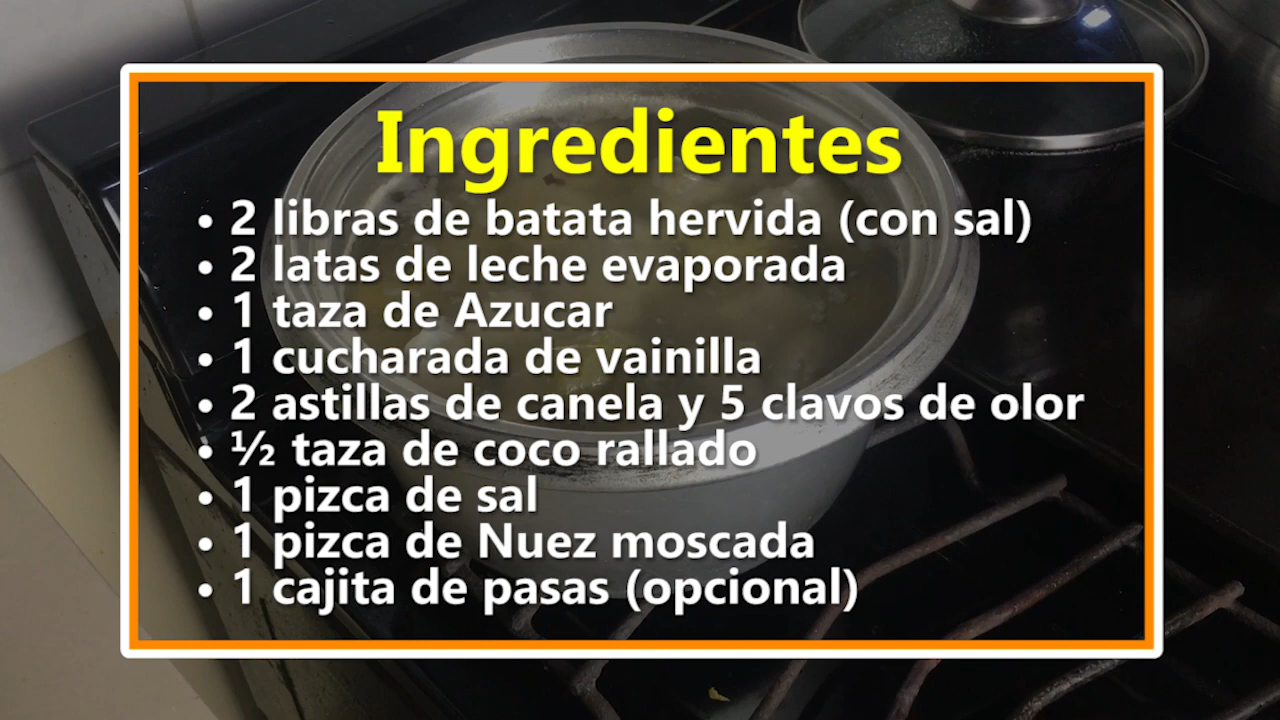 Ingredientes
• 2 libras de batata hervida (con sal)
• 2 latas de leche evaporada
• 1 taza de Azucar
• 1 cucharada de vainilla
• 2 astillas de canela y 5 clavos de olor
• ½ taza de coco rallado
• 1 pizca de sal
• 1 pizca de Nuez moscada
• 1 cajita de pasas (opcional)